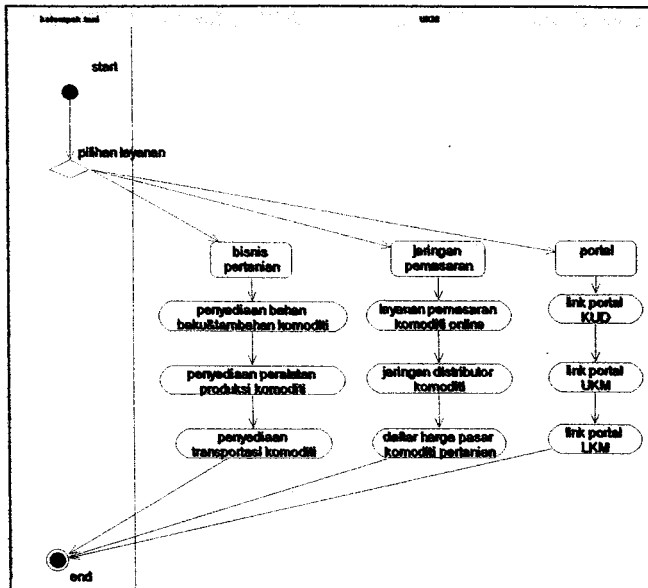 kelompok tani
start
pilihan layanan
bisnis
pertanian
jaringan
pemasaran
portal
penyediaan bahan
baku&tambahan komoditi
layanan pemasaran
komoditi online
link portal
KUD
penyediaan peralatan
produksi komoditi
jaringan distributor
komoditi
link portal
UKM
penyediaan
transportasi komoditi
daftar harga pasar
komoditi pertanian
link portal
LKM
end